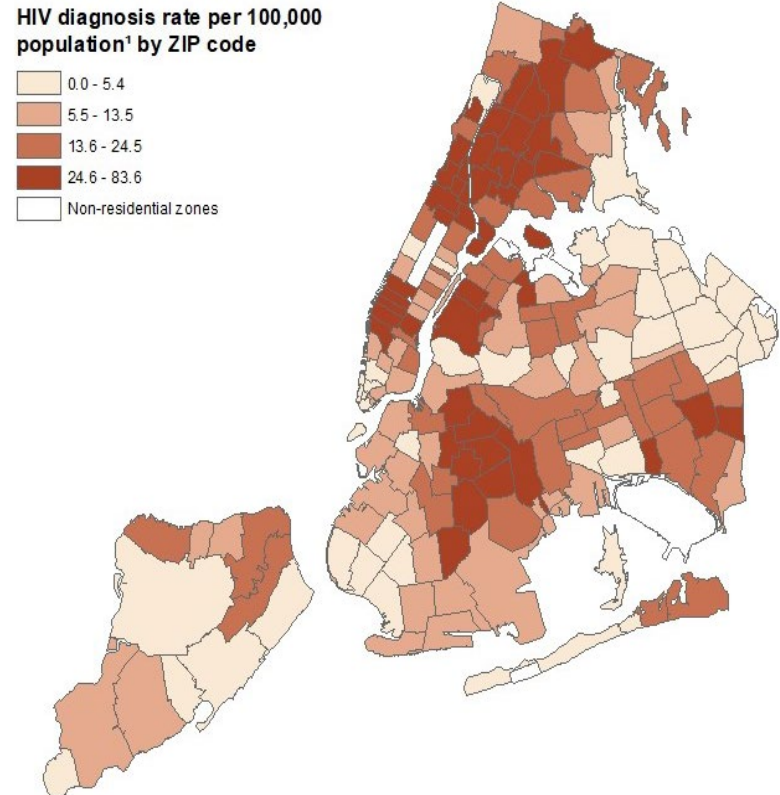 HIV diagnosis rate per 100,000
population¹ by ZIP code
0.0 - 5.4
5.5 - 13.5
13.6 - 24.5
24.6 - 83.6
Non-residential zones